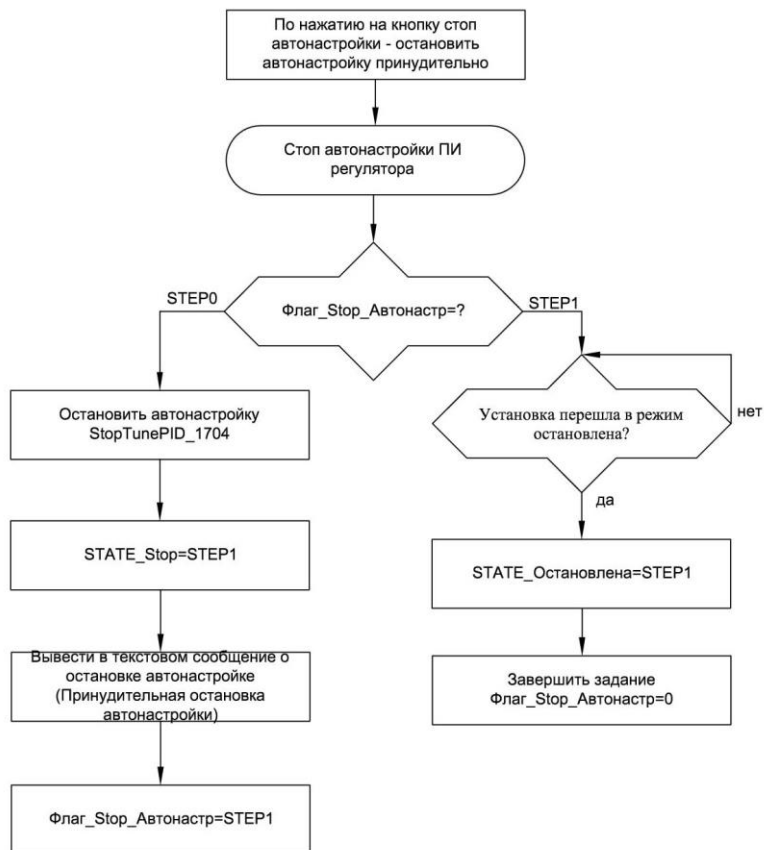 По нажатию на кнопку стоп
автонастройки - остановить
автонастройку принудительно
Стоп автонастройки ПИ
регулятора
Флаг_Stop_Автонастр=?
STEP0
STEP1
Остановить автонастройку
StopTunePID_1704
STATE_Stop=STEP1
Вывести в текстовом сообщение о
остановке автонастройке
(Принудительная остановка
автонастройки)
Флаг_Stop_Автонастр=STEP1
Установка перешла в режим
остановлена?
нет
да
STATE_Остановлена=STEP1
Завершить задание
Флаг_Stop_Автонастр=0